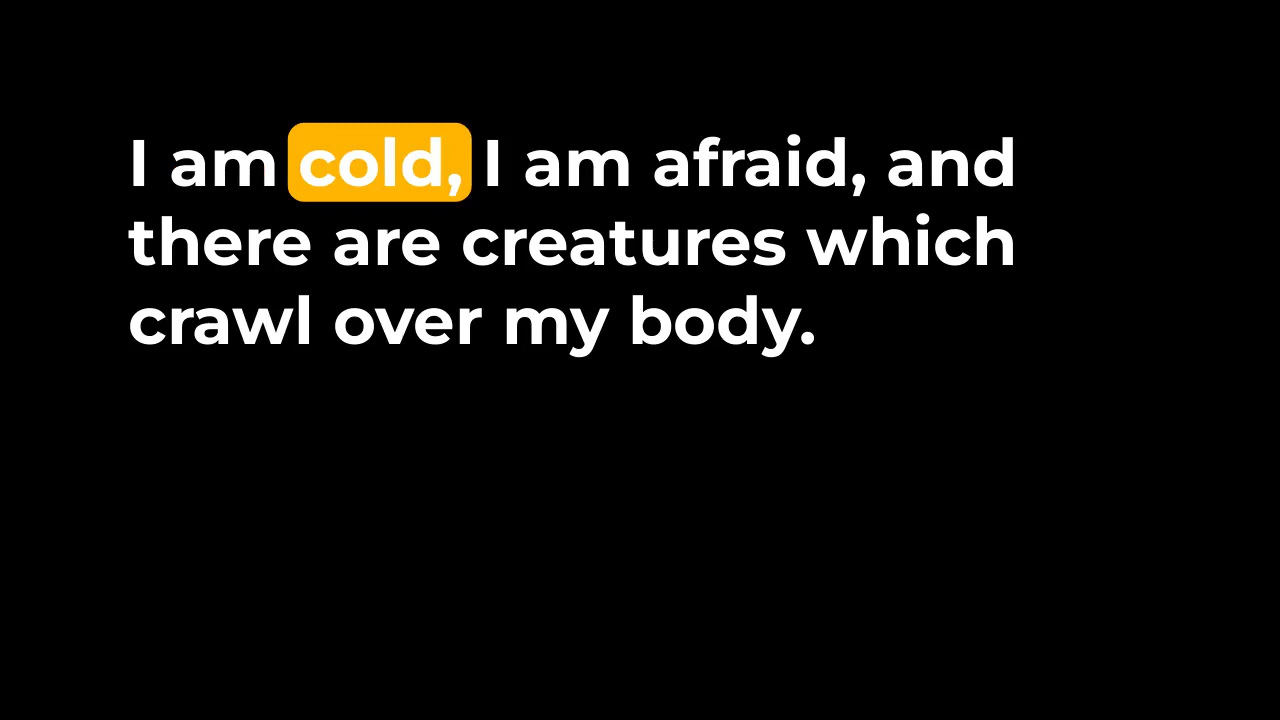 I am cold, I am afraid, and
there are creatures which
crawl over my body.